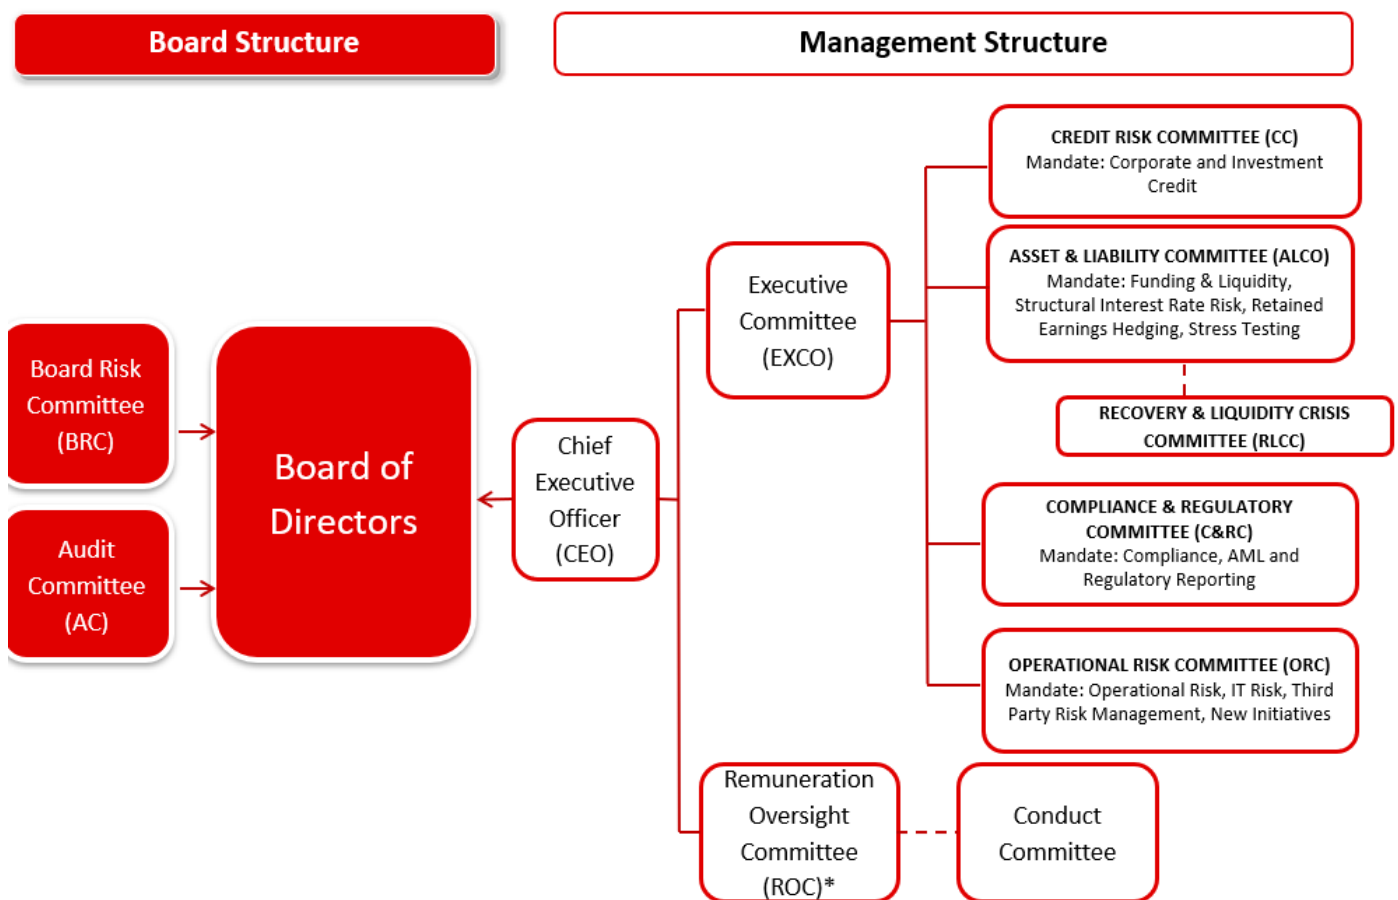 Board Structure
Management Structure
CREDIT RISK COMMITTEE (CC)
Mandate: Corporate and Investment
Credit
ASSET & LIABILITY COMMITTEE (ALCO)
Mandate: Funding & Liquidity,
Structural Interest Rate Risk, Retained
Earnings Hedging, Stress Testing
RECOVERY & LIQUIDITY CRISIS
COMMITTEE (RLCC)
COMPLIANCE & REGULATORY
COMMITTEE (C&RC)
Mandate: Compliance, AML and
Regulatory Reporting
OPERATIONAL RISK COMMITTEE (ORC)
Mandate: Operational Risk, IT Risk, Third
Party Risk Management, New Initiatives
Executive
Committee
(EXCO)
Board Risk
Committee
(BRC)
Board of
Directors
Chief
Executive
Officer
(CEO)
Audit
Committee
(AC)
Remuneration
Oversight
Committee
(ROC)*
Conduct
Committee